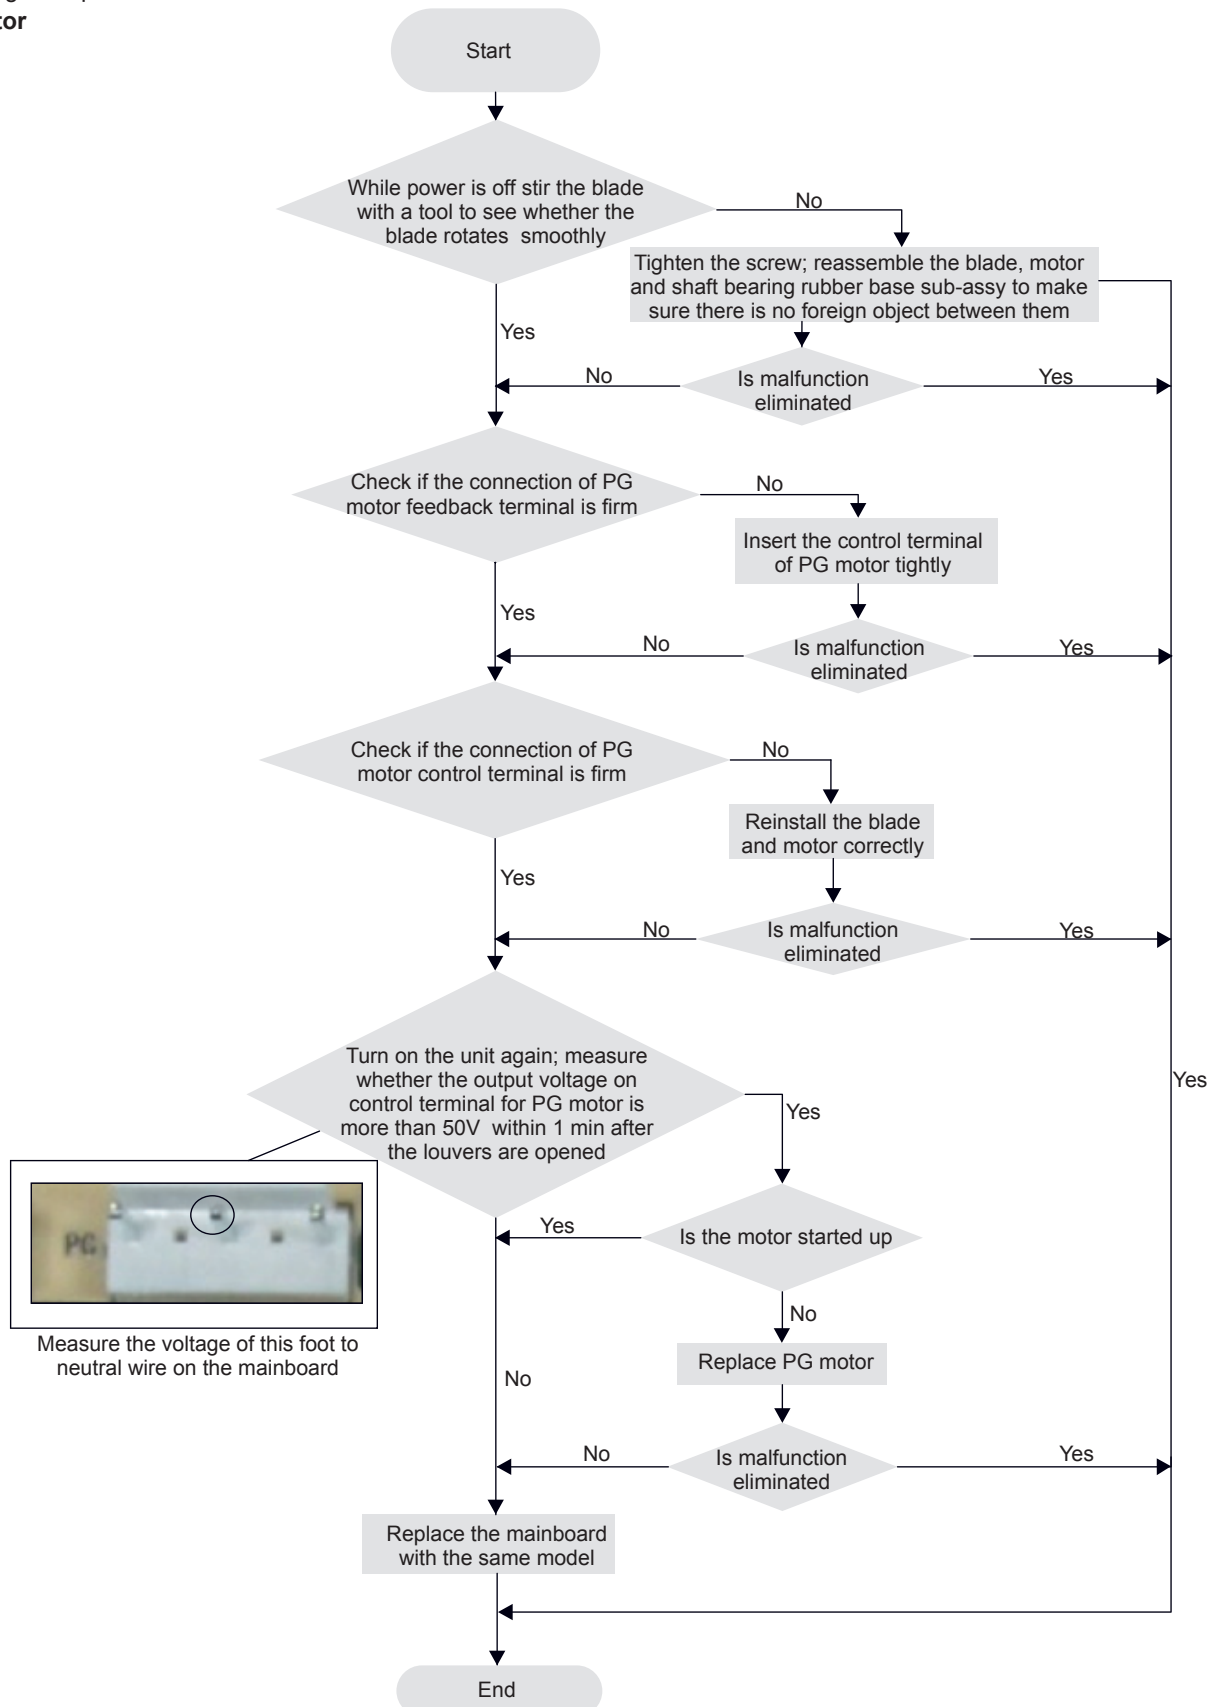 tor
Start
While power is off stir the blade
with a tool to see whether the
blade rotates smoothly
No
Tighten the screw; reassemble the blade, motor
and shaft bearing rubber base sub-assy to make
sure there is no foreign object between them
Yes
No
Is malfunction
eliminated
Yes
Check if the connection of PG
motor feedback terminal is firm
No
Insert the control terminal
of PG motor tightly
Yes
No
Is malfunction
eliminated
Yes
Check if the connection of PG
motor control terminal is firm
No
Reinstall the blade
and motor correctly
Yes
No
Is malfunction
eliminated
Yes
Turn on the unit again; measure
whether the output voltage on
control terminal for PG motor is
more than 50V within 1 min after
the louvers are opened
Yes
Yes
PG
Measure the voltage of this foot to
neutral wire on the mainboard
Yes
Is the motor started up
No
No
Replace PG motor
No
Is malfunction
eliminated
Yes
Replace the mainboard
with the same model
End